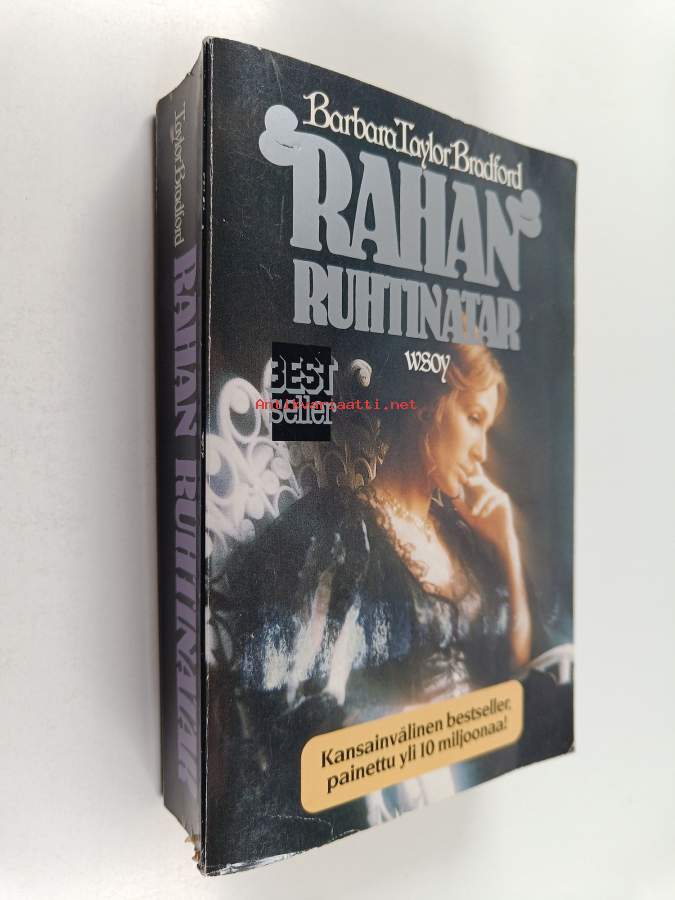 Barbara Taylor Bradford
RAHAN
RUHTINATAR
wsoy
BEST
seller
Antikvariaatti.net
Kansainvälinen bestseller,
painettu yli 10 miljoonaa!
Taylor Bradford
RAHAN RUHTINATAR